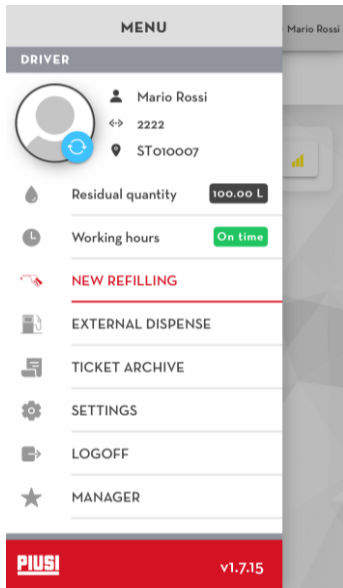 MENU
Mario Rossi
DRIVER
Mario Rossi
2222
ST010007
Residual quantity 100.00 L
Working hours On time
NEW REFILLING
EXTERNAL DISPENSE
TICKET ARCHIVE
SETTINGS
LOGOFF
MANAGER
PIUSI v1.7.15